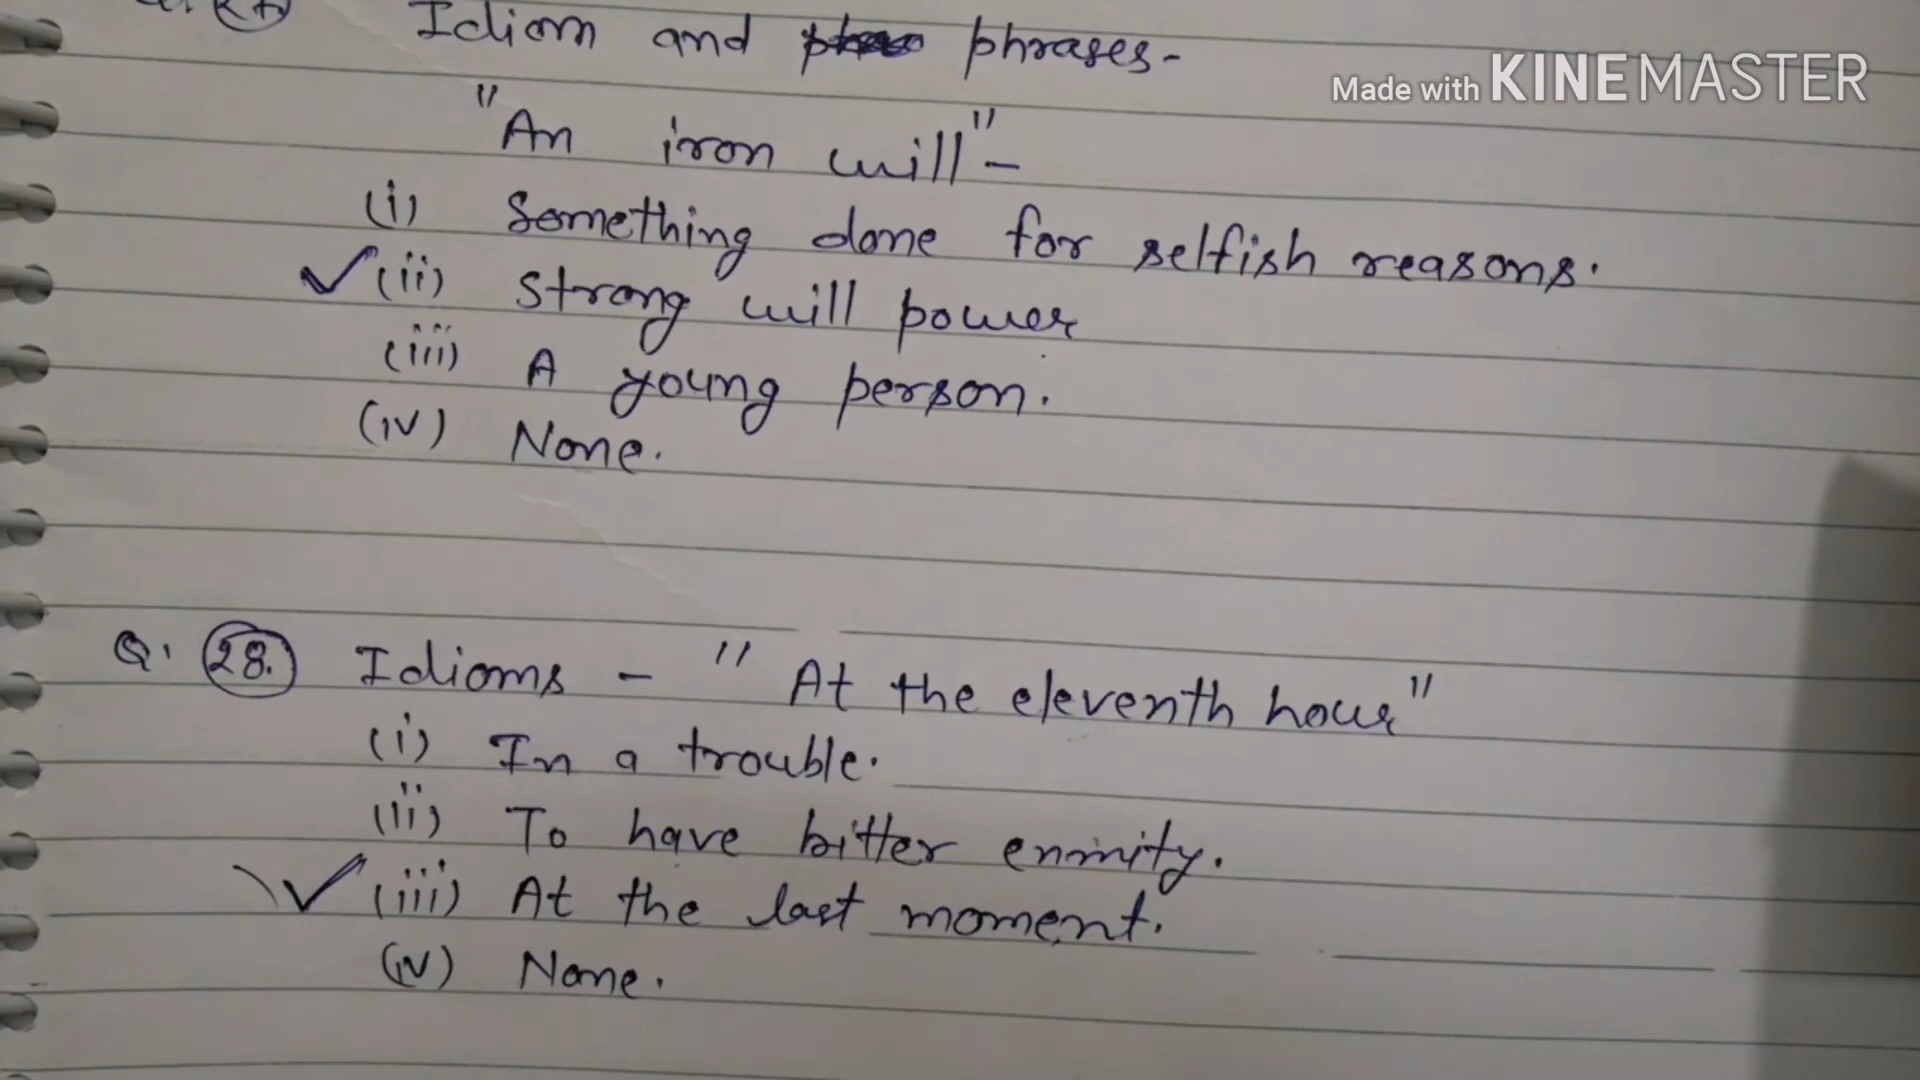 Idiom and phrases-
Made with KINEMASTER
"An iron will"-
(i) Something done for selfish reasons.
(ii) Strong will power
(iii) A young person.
(iv) None.
Q. 28. Idioms - "At the eleventh hour"
(i) In a trouble.
(ii) To have bitter enmity.
(iii) At the last moment.
(iv) None.